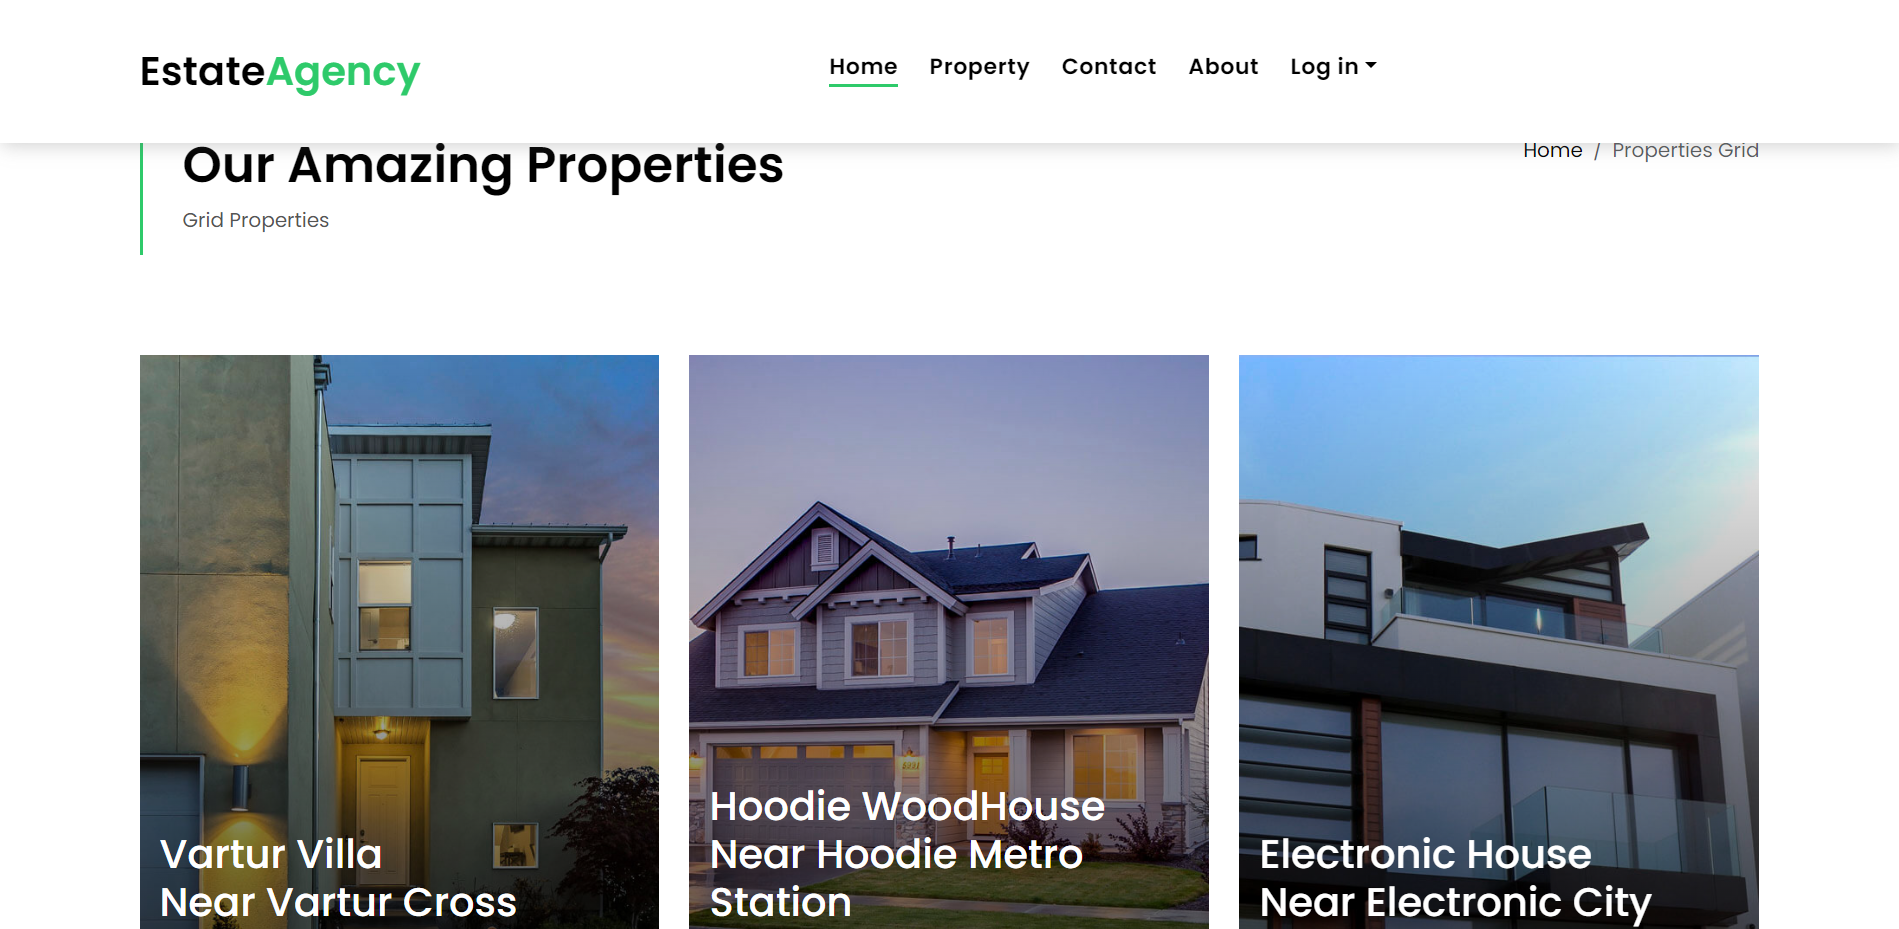 EstateAgency
Home Property Contact About Log in
Our Amazing Properties
Home / Properties Grid
Grid Properties
Vartur Villa
Near Vartur Cross
Hoodie WoodHouse
Near Hoodie Metro
Station
Electronic House
Near Electronic City